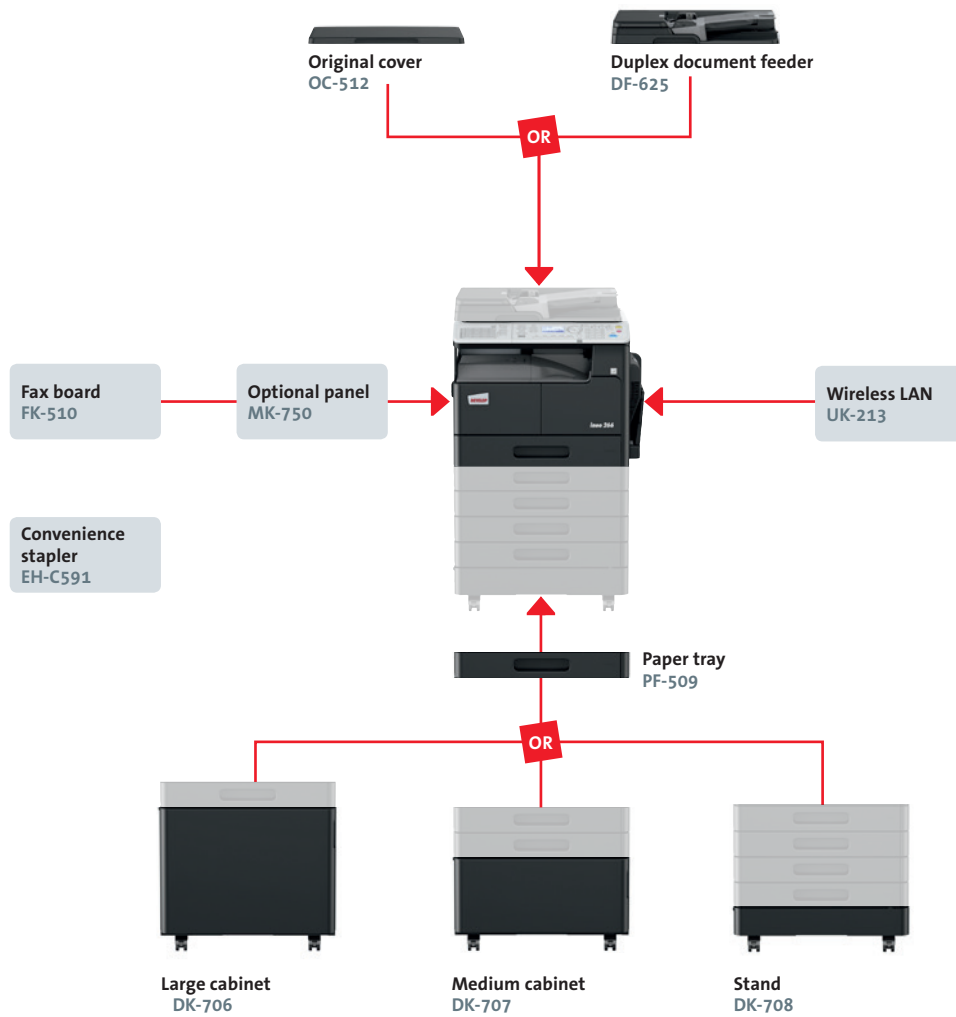 Original cover
OC-512
Duplex document feeder
DF-625
OR
Fax board
FK-510
Optional panel
MK-750
ineo 266
Wireless LAN
UK-213
Convenience
stapler
EH-C591
Paper tray
PF-509
OR
Large cabinet
DK-706
Medium cabinet
DK-707
Stand
DK-708